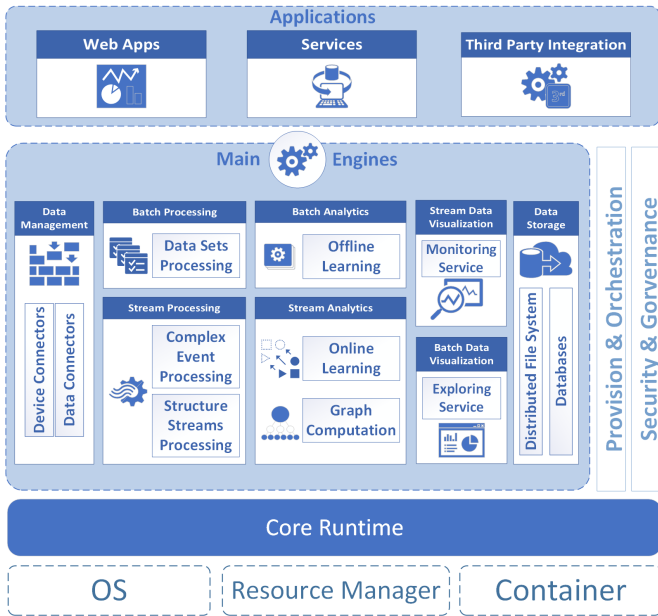 Applications
Web Apps
Services
Third Party Integration
3rd
Main Engines
Data
Management
Device Connectors
Data Connectors
Batch Processing
Data Sets
Processing
Stream Processing
Complex
Event
Processing
Structure
Streams
Processing
Batch Analytics
Offline
Learning
Stream Analytics
Online
Learning
Graph
Computation
Stream Data
Visualization
Monitoring
Service
Batch Data
Visualization
Exploring
Service
Data
Storage
Distributed File System
Databases
Provision & Orchestration
Security & Gorvernance
Core Runtime
OS
Resource Manager
Container